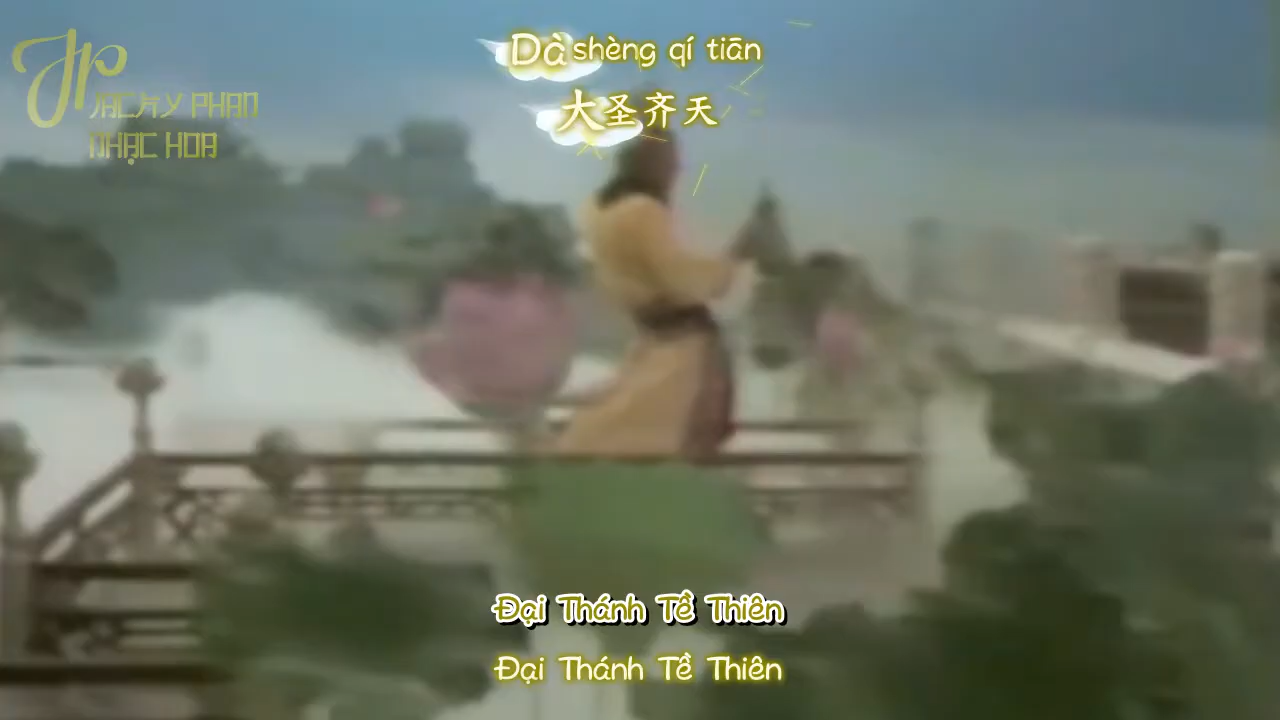 Dà shèng qí tiān
大圣齐天
JP
JACKY PHAN
NHẠC HOA
Đại Thánh Tề Thiên
Đại Thánh Tề Thiên